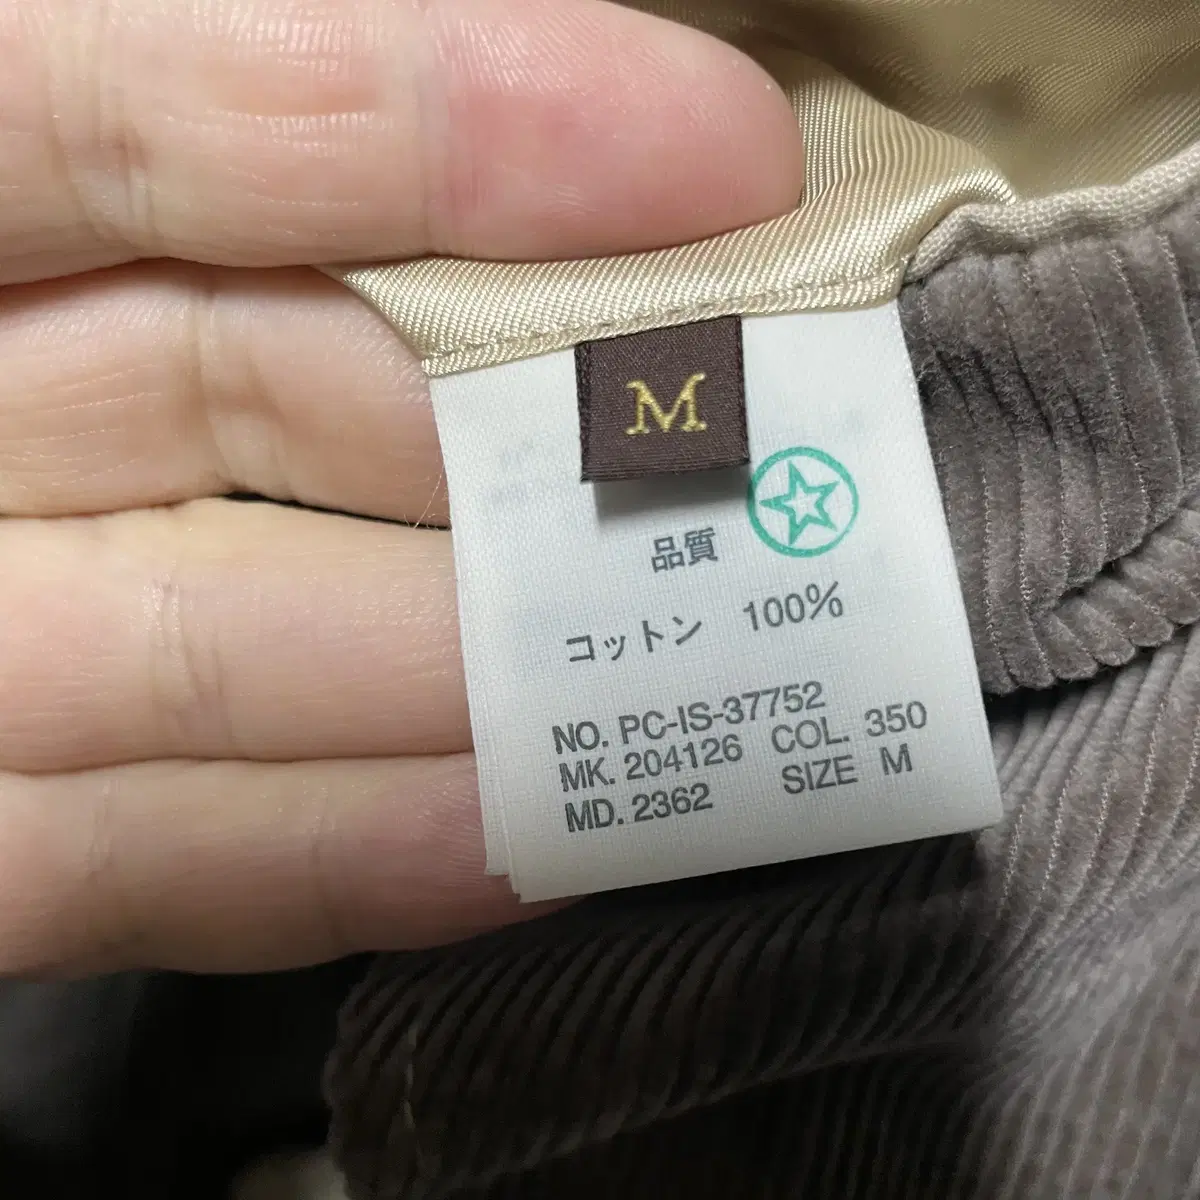 M
品質
コットン 100%
NO. PC-IS-37752
MK. 204126 COL. 350
MD. 2362 SIZE M